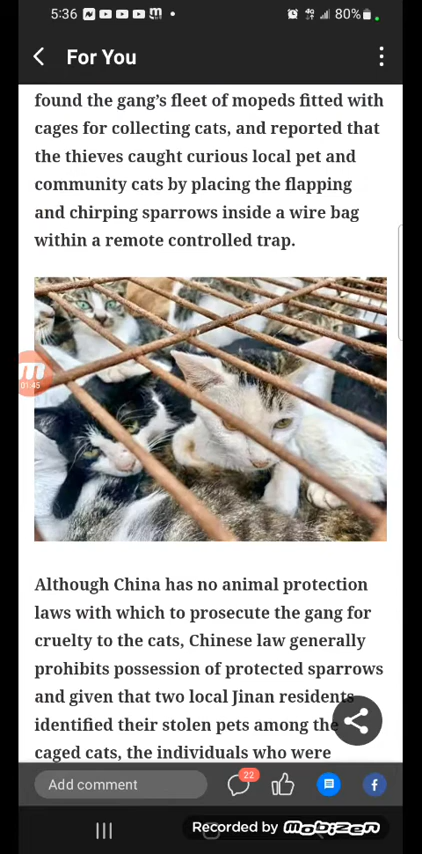 5:36
80%
For You
found the gang's fleet of mopeds fitted with
cages for collecting cats, and reported that
the thieves caught curious local pet and
community cats by placing the flapping
and chirping sparrows inside a wire bag
within a remote controlled trap.
01:45
Although China has no animal protection
laws with which to prosecute the gang for
cruelty to the cats, Chinese law generally
prohibits possession of protected sparrows
and given that two local Jinan residents
identified their stolen pets among the
caged cats, the individuals who were
Add comment
22
Recorded by mobizen